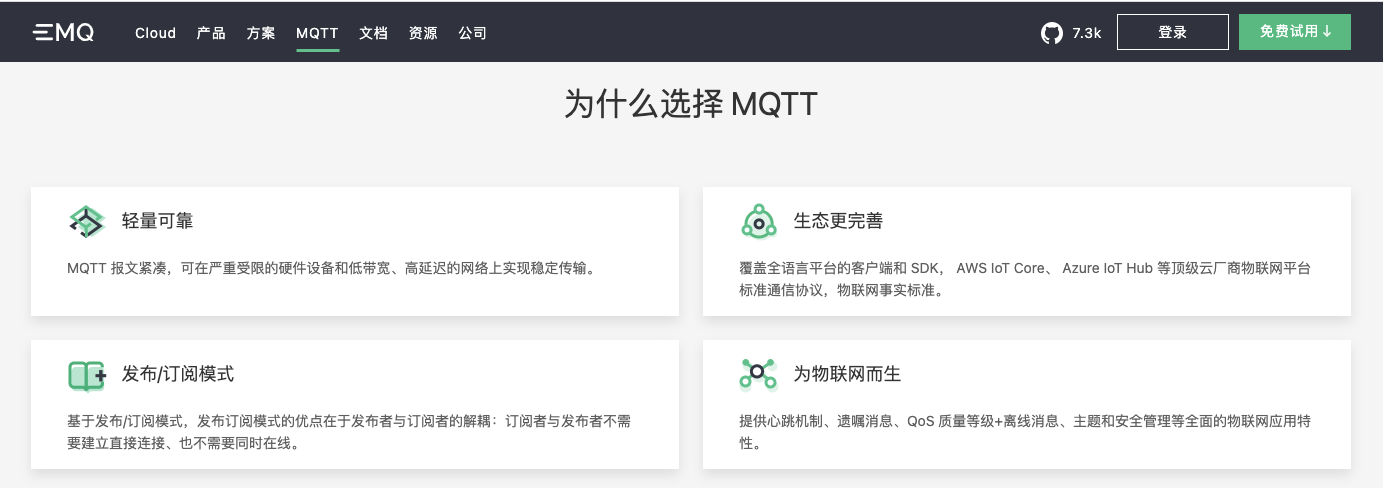 EMQ Cloud 产品 方案 MQTT 文档 资源 公司 7.3k 登录 免费试用↓
为什么选择 MQTT
轻量可靠
MQTT 报文紧凑，可在严重受限的硬件设备和低带宽、高延迟的网络上实现稳定传输。
生态更完善
覆盖全语言平台的客户端和 SDK， AWS IoT Core、 Azure IoT Hub 等顶级云厂商物联网平台
标准通信协议，物联网事实标准。
发布/订阅模式
基于发布/订阅模式，发布订阅模式的优点在于发布者与订阅者的解耦：订阅者与发布者不需
要建立直接连接、也不需要同时在线。
为物联网而生
提供心跳机制、遗嘱消息、QoS 质量等级+离线消息、主题和安全管理等全面的物联网应用特
性。